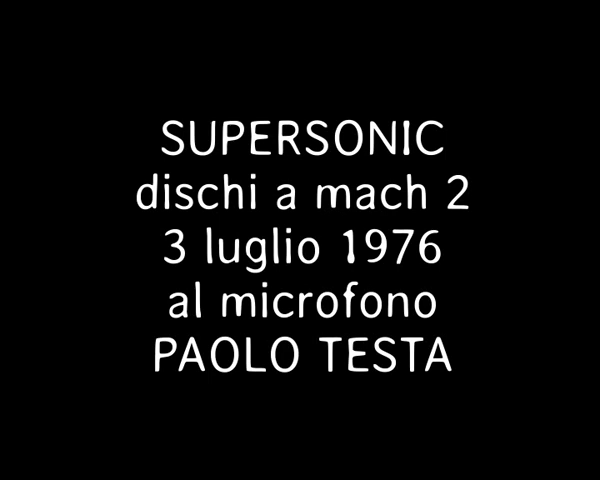 SUPERSONIC
dischi a mach 2
3 luglio 1976
al microfono
PAOLO TESTA